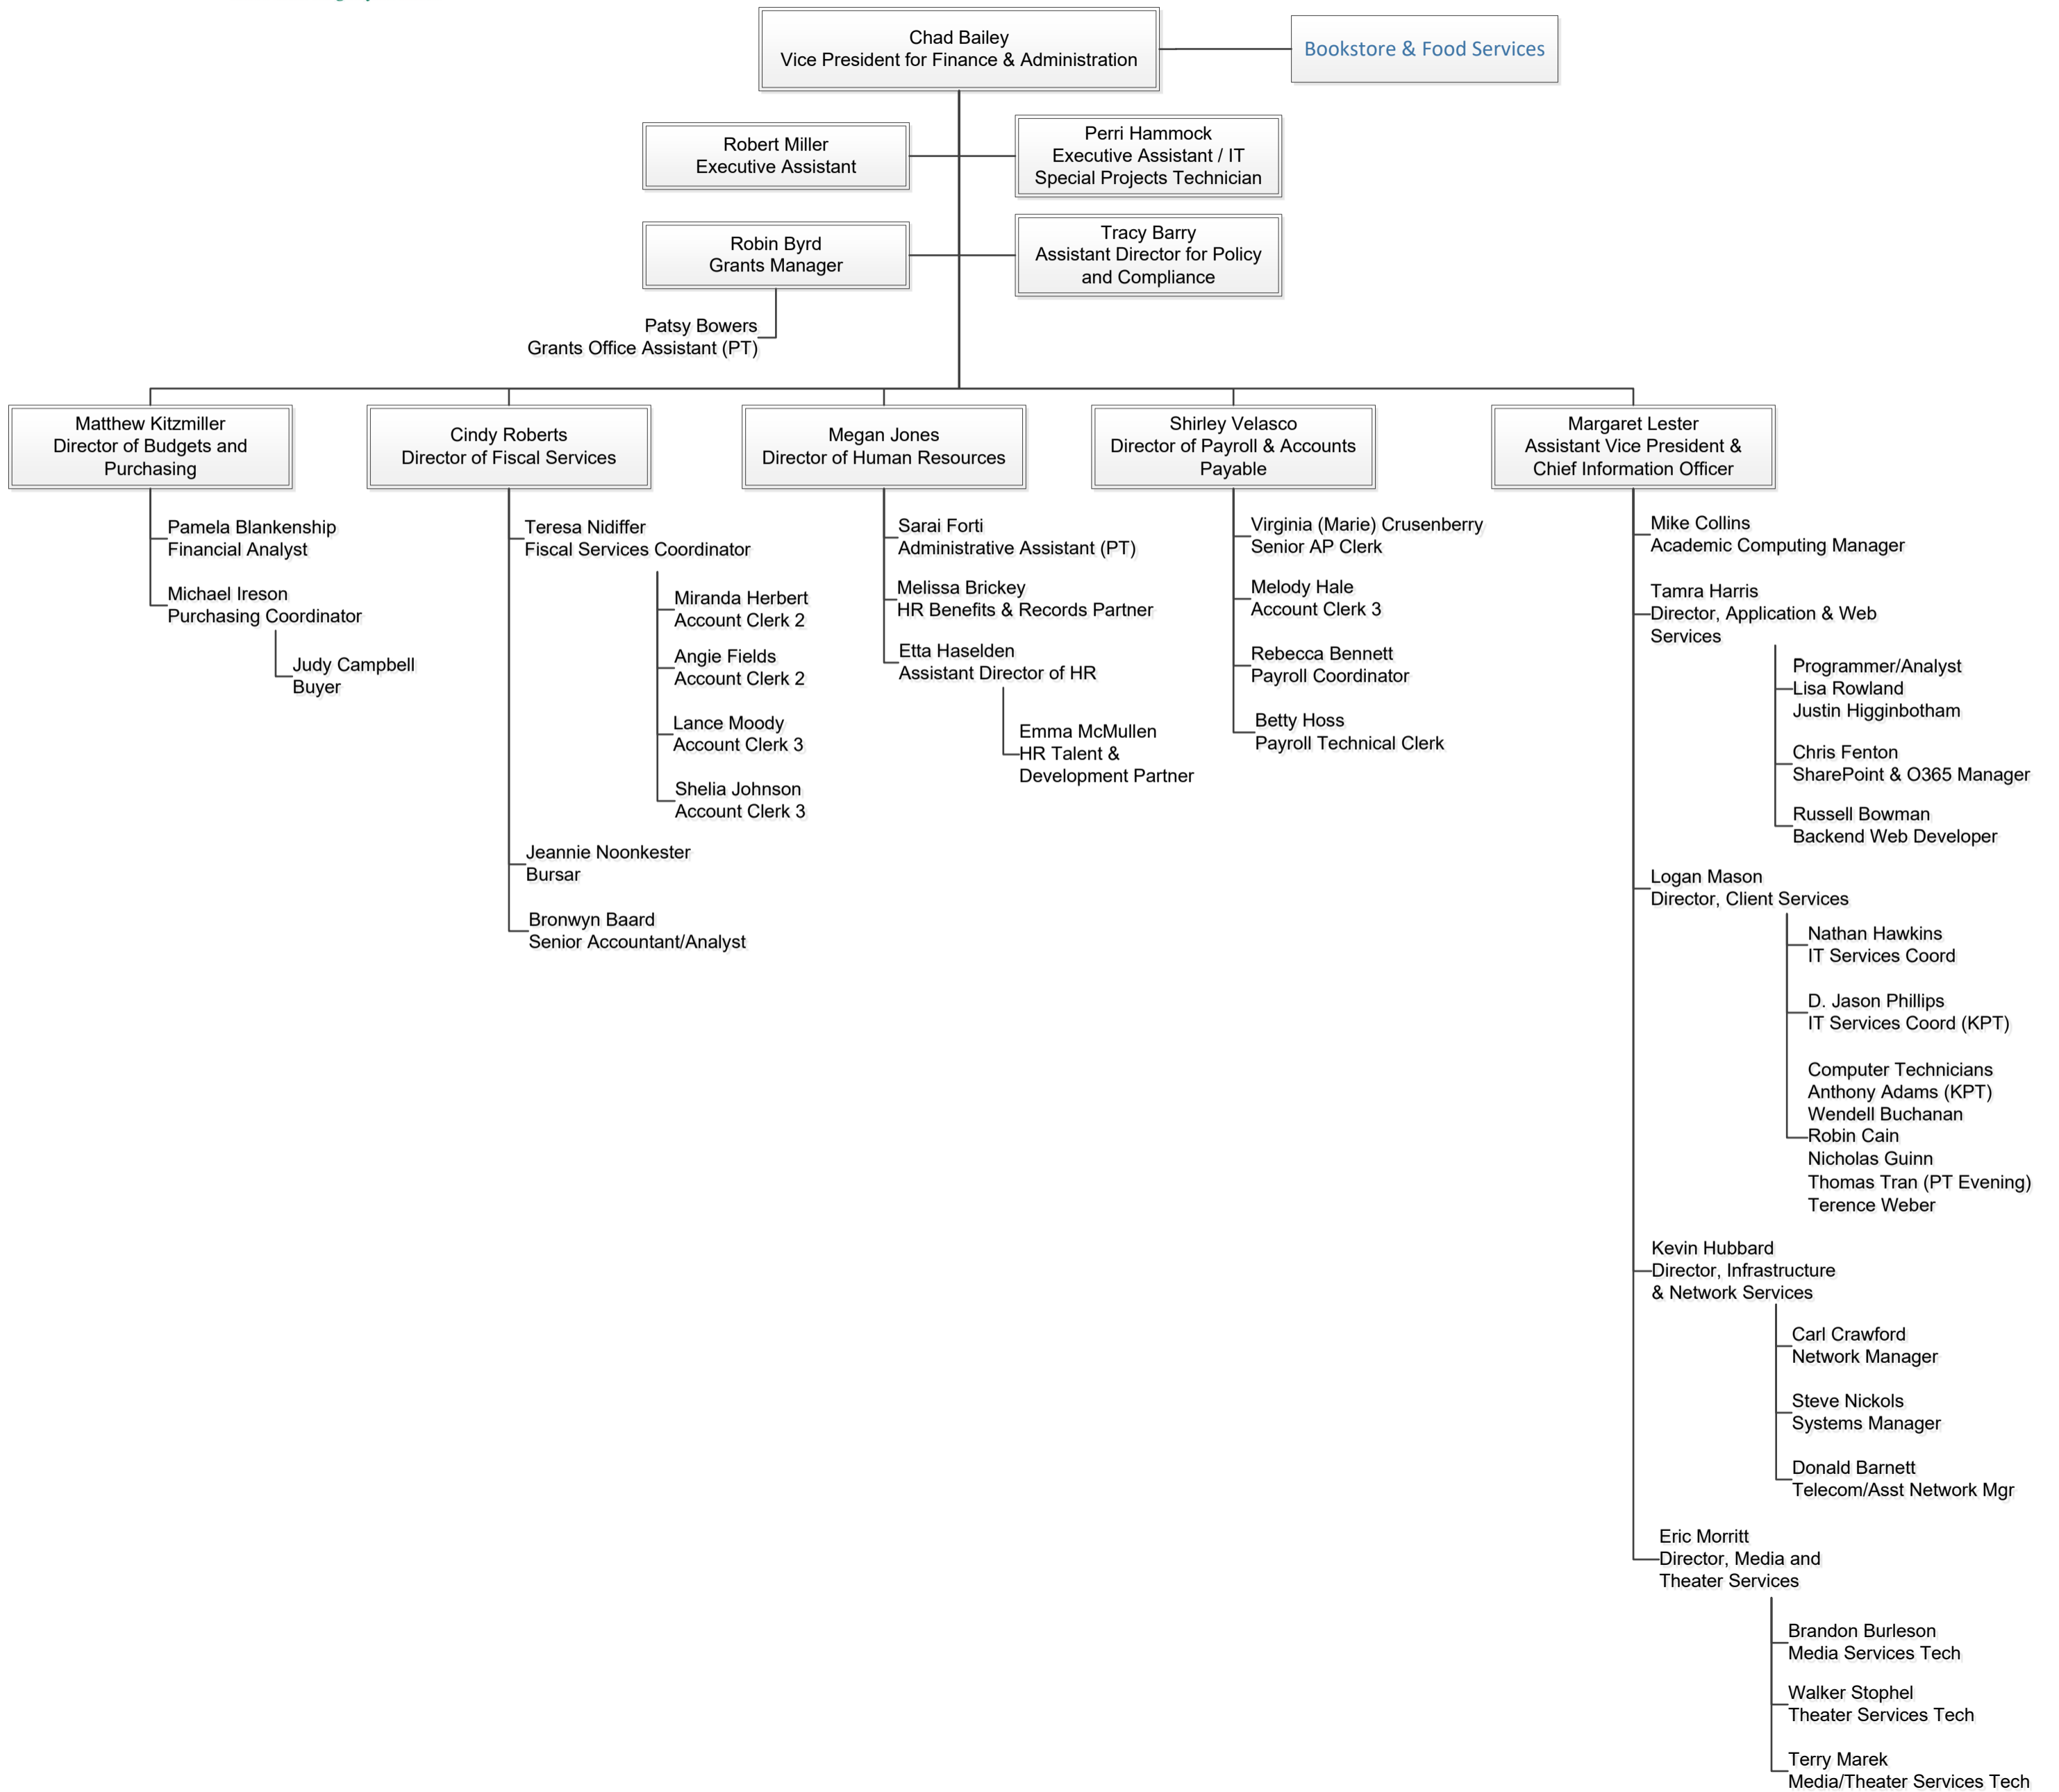 Chad Bailey
Vice President for Finance & Administration
Bookstore & Food Services
Robert Miller
Executive Assistant
Perri Hammock
Executive Assistant / IT
Special Projects Technician
Robin Byrd
Grants Manager
Tracy Barry
Assistant Director for Policy
and Compliance
Patsy Bowers
Grants Office Assistant (PT)
Matthew Kitzmiller
Director of Budgets and
Purchasing
Pamela Blankenship
Financial Analyst
Michael Ireson
Purchasing Coordinator
Judy Campbell
Buyer
Cindy Roberts
Director of Fiscal Services
Teresa Nidiffer
Fiscal Services Coordinator
Miranda Herbert
Account Clerk 2
Angie Fields
Account Clerk 2
Lance Moody
Account Clerk 3
Shelia Johnson
Account Clerk 3
Jeannie Noonkester
Bursar
Bronwyn Baard
Senior Accountant/Analyst
Megan Jones
Director of Human Resources
Sarai Forti
Administrative Assistant (PT)
Melissa Brickey
HR Benefits & Records Partner
Etta Haselden
Assistant Director of HR
Emma McMullen
HR Talent &
Development Partner
Shirley Velasco
Director of Payroll & Accounts
Payable
Virginia (Marie) Crusenberry
Senior AP Clerk
Melody Hale
Account Clerk 3
Rebecca Bennett
Payroll Coordinator
Betty Hoss
Payroll Technical Clerk
Margaret Lester
Assistant Vice President &
Chief Information Officer
Mike Collins
Academic Computing Manager
Tamra Harris
Director, Application & Web
Services
Programmer/Analyst
Lisa Rowland
Justin Higginbotham
Chris Fenton
SharePoint & O365 Manager
Russell Bowman
Backend Web Developer
Logan Mason
Director, Client Services
Nathan Hawkins
IT Services Coord
D. Jason Phillips
IT Services Coord (KPT)
Computer Technicians
Anthony Adams (KPT)
Wendell Buchanan
Robin Cain
Nicholas Guinn
Thomas Tran (PT Evening)
Terence Weber
Kevin Hubbard
Director, Infrastructure
& Network Services
Carl Crawford
Network Manager
Steve Nickols
Systems Manager
Donald Barnett
Telecom/Asst Network Mgr
Eric Morritt
Director, Media and
Theater Services
Brandon Burleson
Media Services Tech
Walker Stophel
Theater Services Tech
Terry Marek
Media/Theater Services Tech